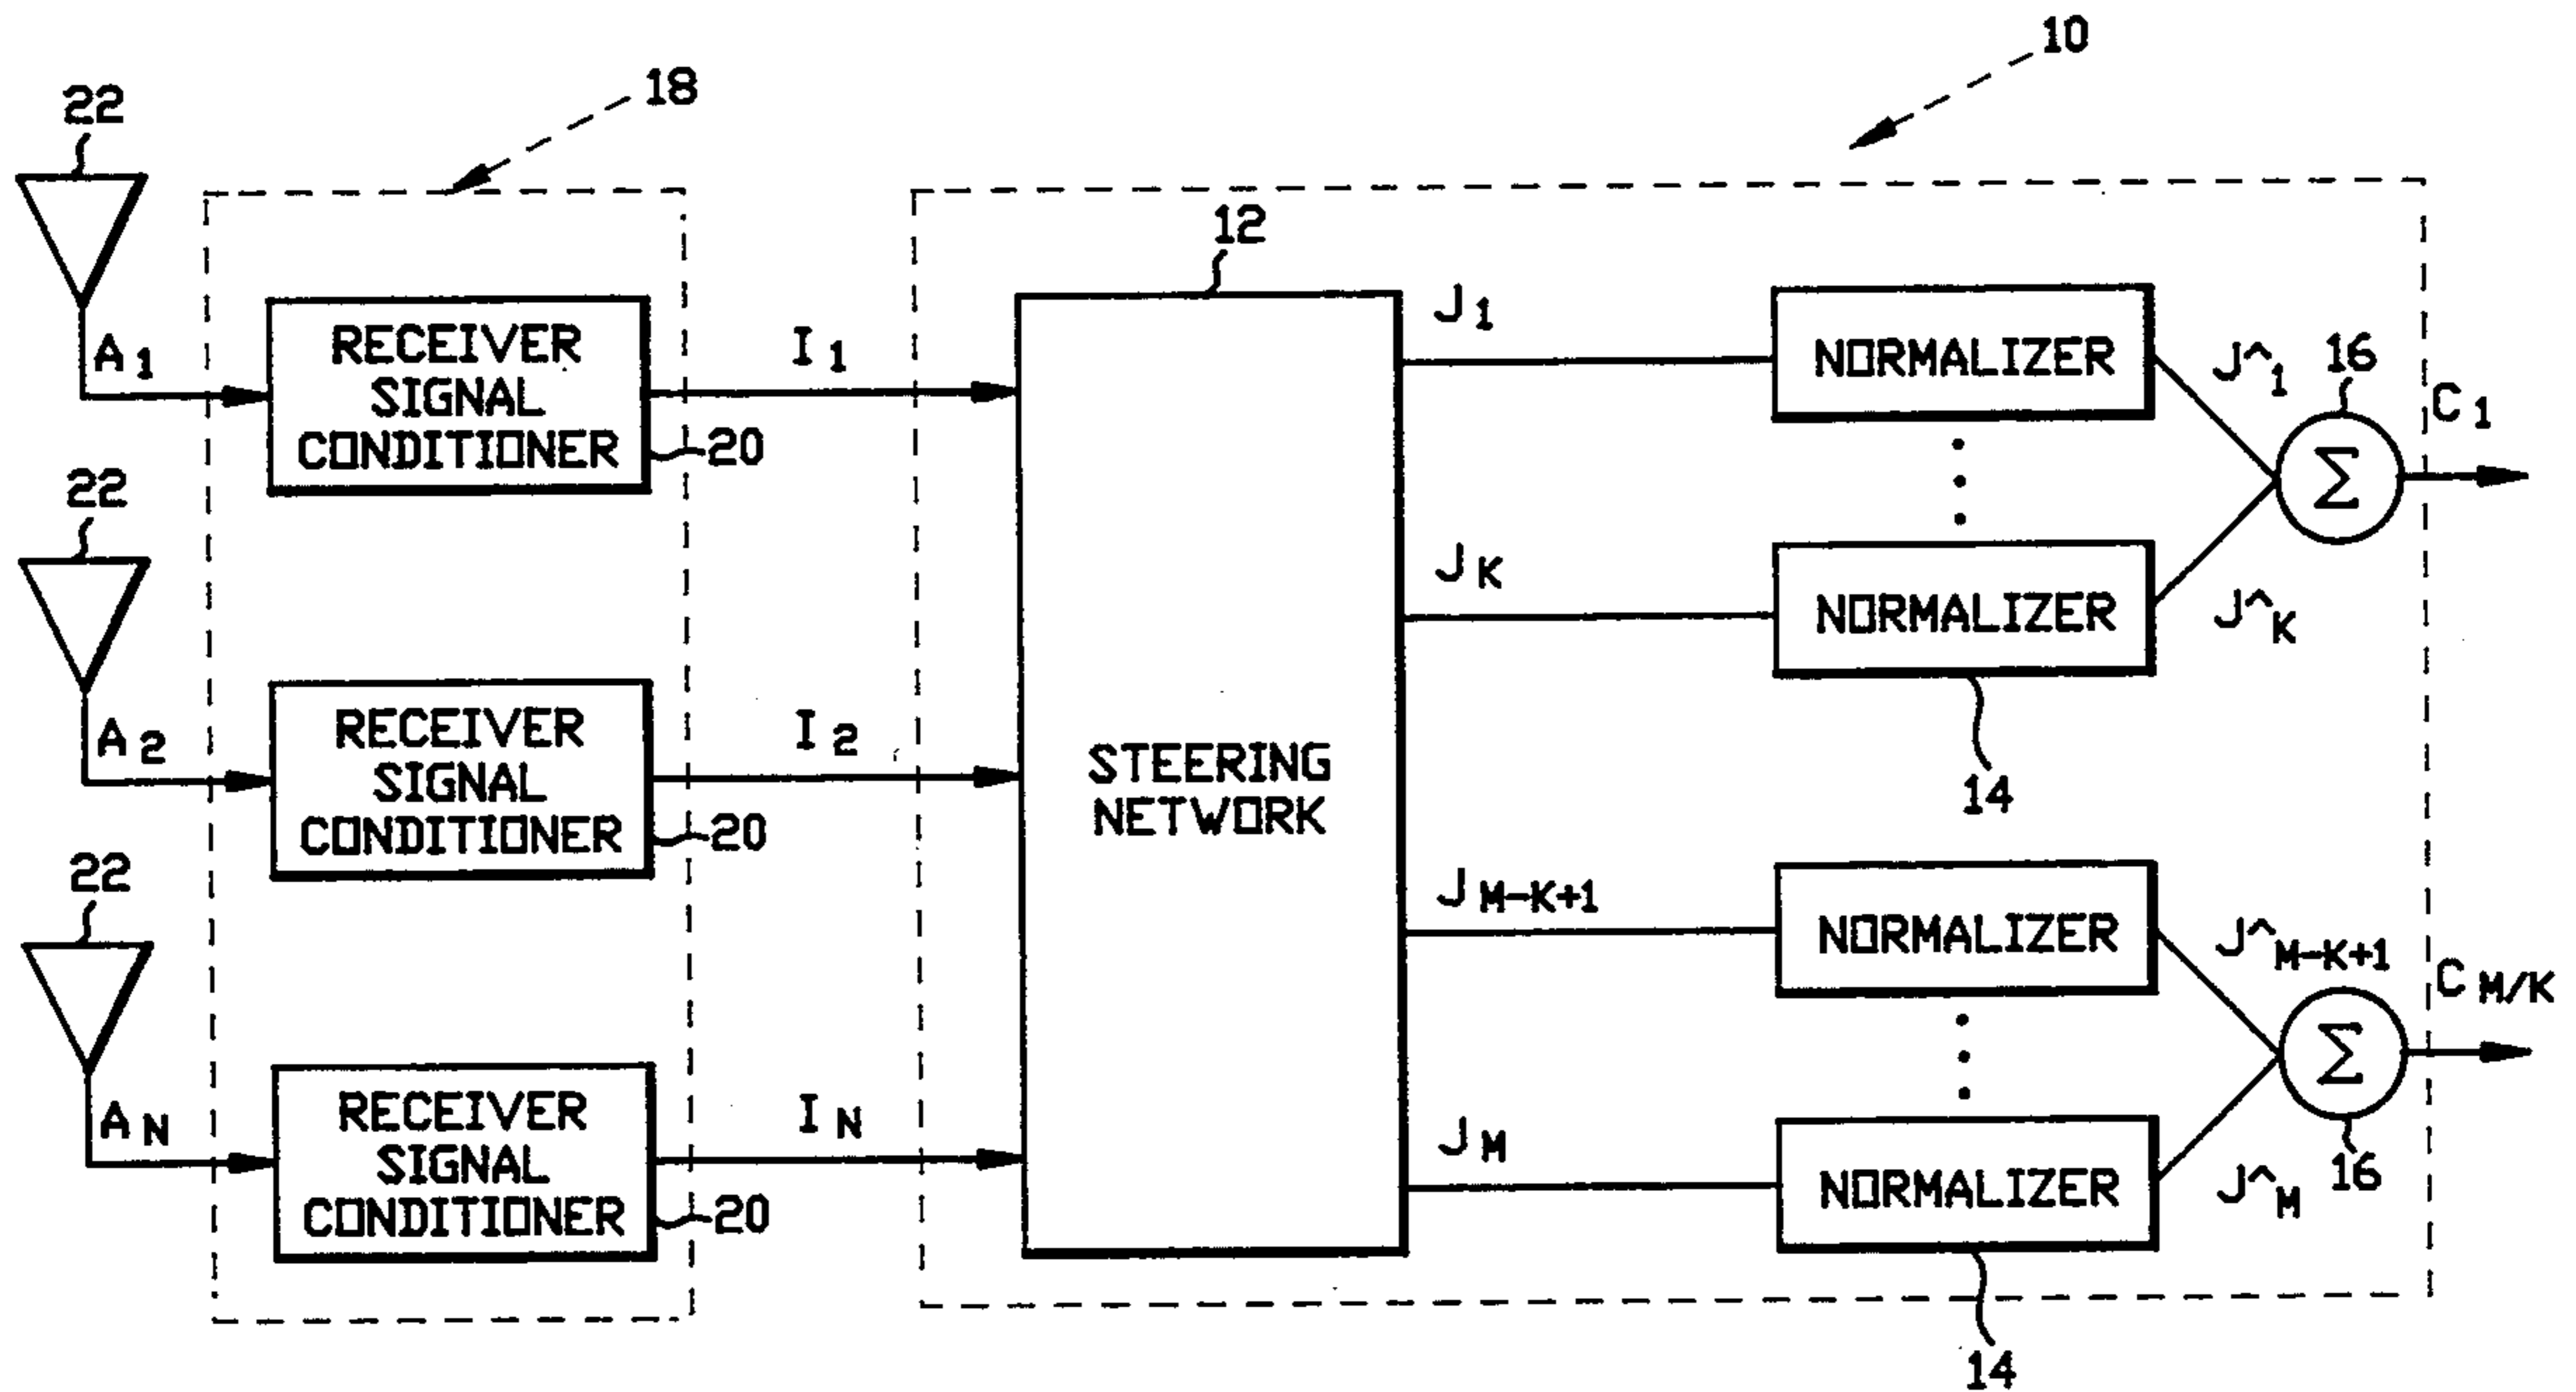 10
18
22
12
A1
RECEIVER
SIGNAL
CONDITIONER
20
I1
J1
NORMALIZER
J^1
16
Σ
C1
22
A2
RECEIVER
SIGNAL
CONDITIONER
20
I2
STEERING
NETWORK
JK
NORMALIZER
J^K
14
22
AN
RECEIVER
SIGNAL
CONDITIONER
20
IN
JM-K+1
NORMALIZER
J^M-K+1
Σ
CM/K
16
JM
NORMALIZER
J^M
14